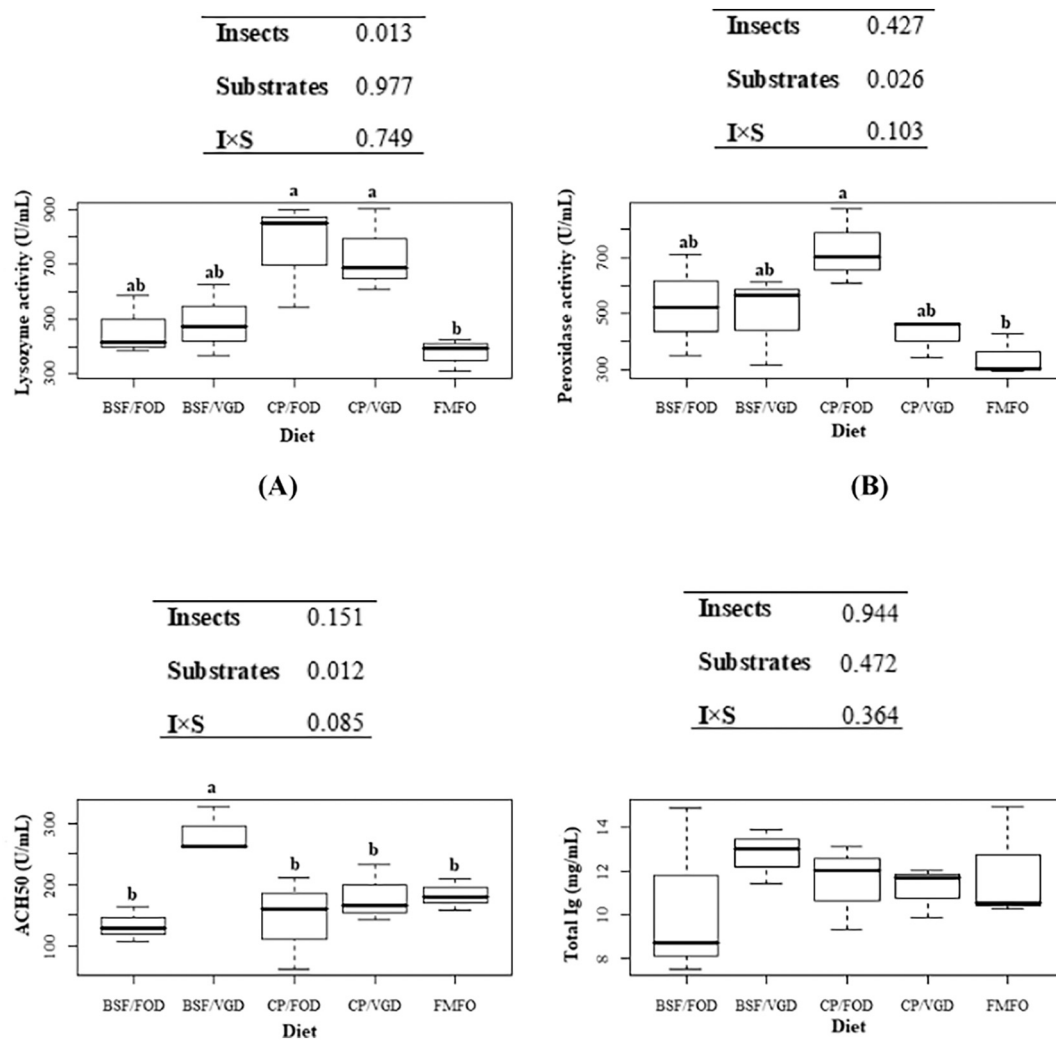 Insects 0.013
Substrates 0.977
I×S 0.749
Insects 0.427
Substrates 0.026
I×S 0.103
Lysozyme activity (U/mL)
900
700
500
300
ab
ab
a
a
b
BSF/FOD BSF/VGD CP/FOD CP/VGD FMFO
Diet
(A)
Peroxidase activity (U/mL)
700
500
300
ab
ab
a
ab
b
BSF/FOD BSF/VGD CP/FOD CP/VGD FMFO
Diet
(B)
Insects 0.151
Substrates 0.012
I×S 0.085
Insects 0.944
Substrates 0.472
I×S 0.364
ACH50 (U/mL)
300
200
100
b
a
b
b
b
BSF/FOD BSF/VGD CP/FOD CP/VGD FMFO
Diet
Total Ig (mg/mL)
14
12
10
8
BSF/FOD BSF/VGD CP/FOD CP/VGD FMFO
Diet